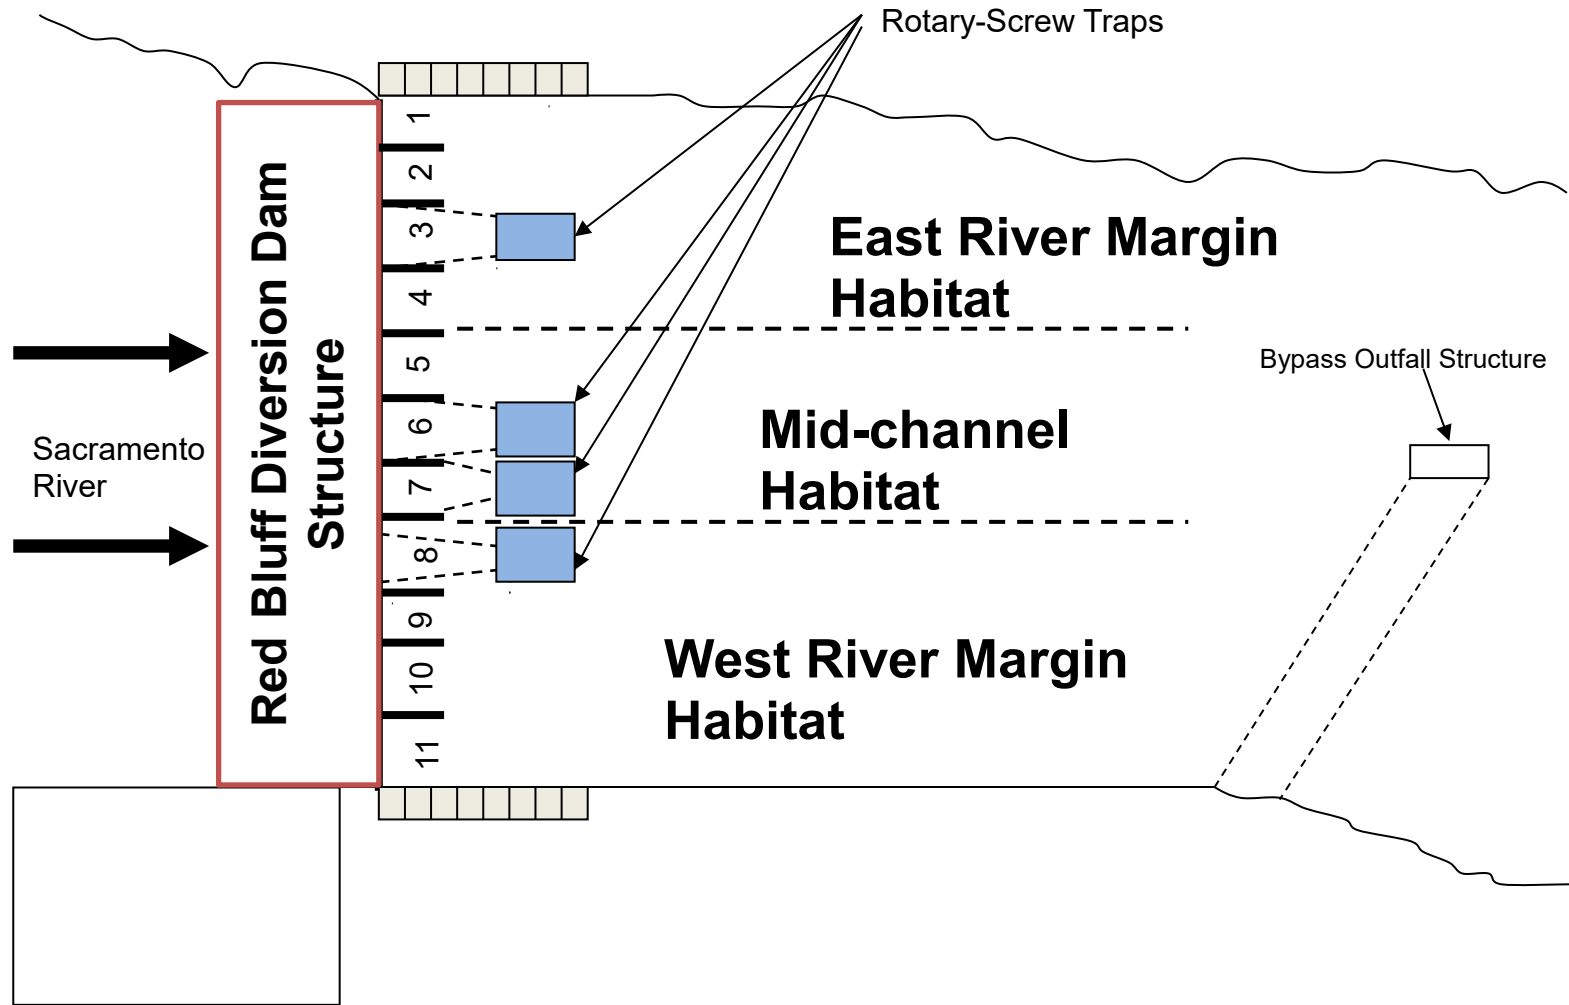 Rotary-Screw Traps
1
2
3
4
5
6
7
8
9
10
11
Red Bluff Diversion Dam
Structure
East River Margin
Habitat
Bypass Outfall Structure
Sacramento
River
Mid-channel
Habitat
West River Margin
Habitat